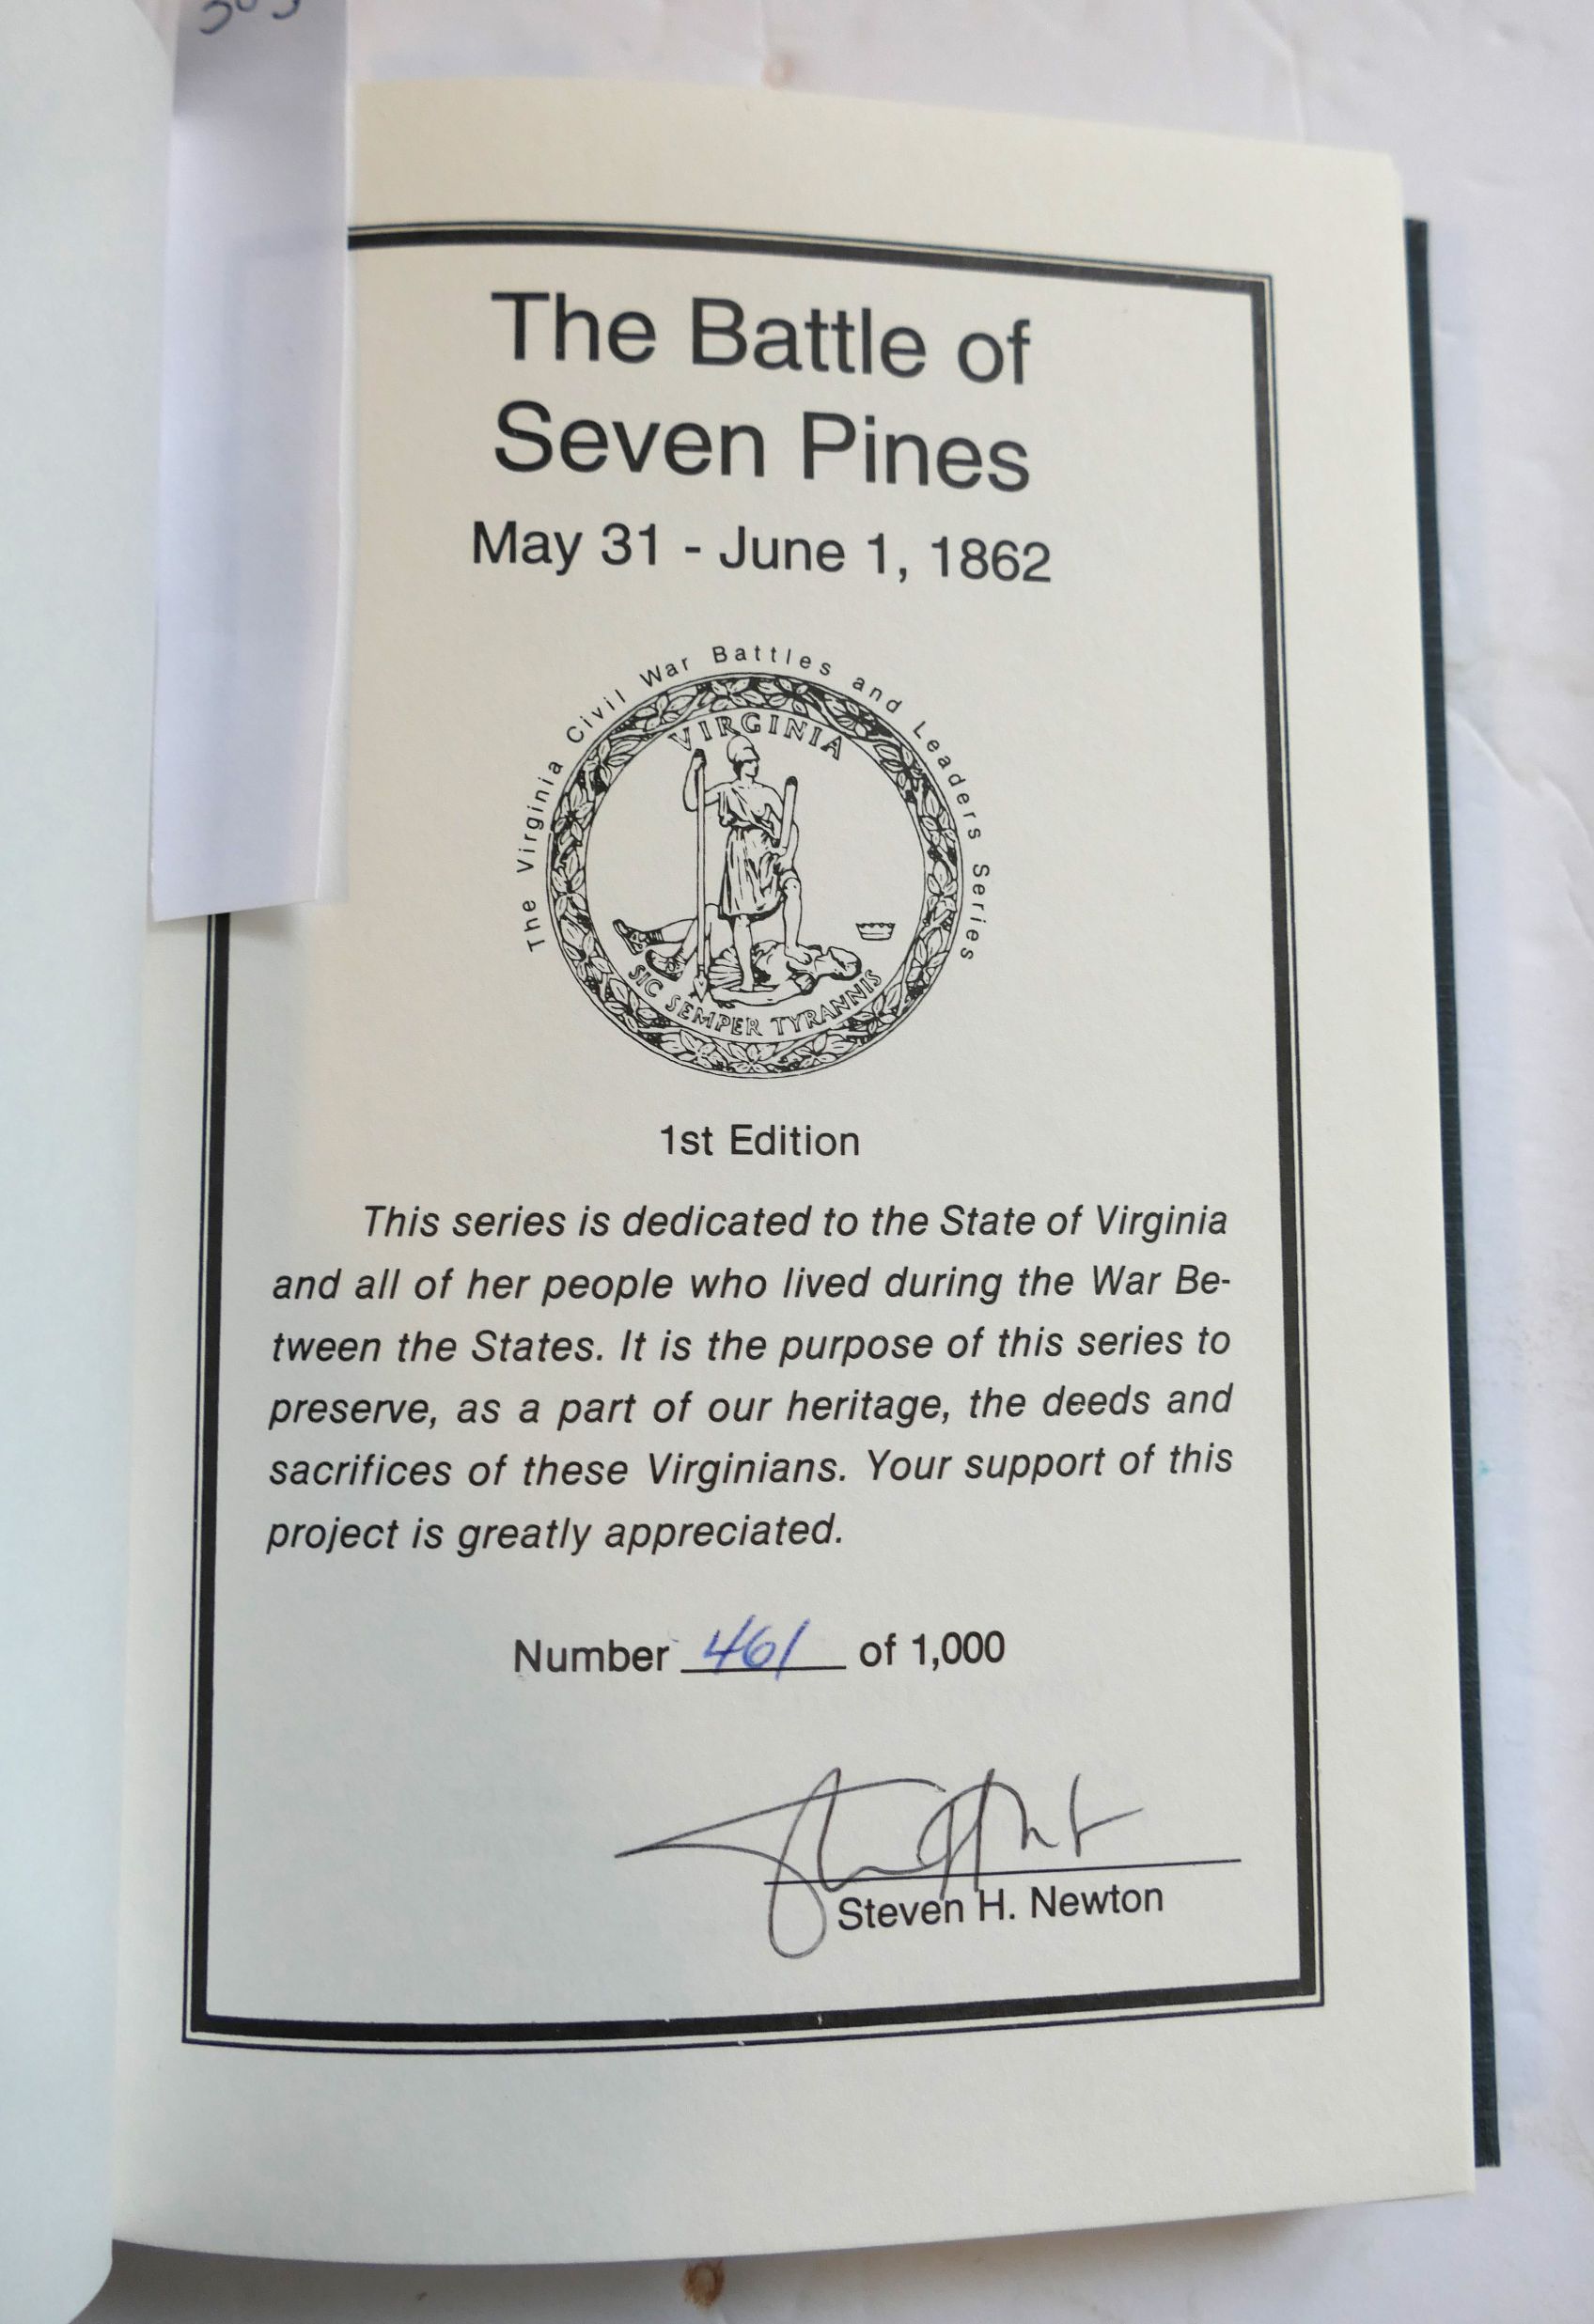 The Battle of
Seven Pines
May 31 - June 1, 1862
The Virginia Civil War Battles and Leaders Series
VIRGINIA
SIC SEMPER TYRANNIS
1st Edition
This series is dedicated to the State of Virginia
and all of her people who lived during the War Be-
tween the States. It is the purpose of this series to
preserve, as a part of our heritage, the deeds and
sacrifices of these Virginians. Your support of this
project is greatly appreciated.
Number 461 of 1,000
Steven H. Newton